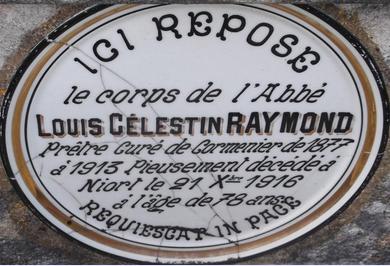 ICI REPOSE
le corps de l'Abbé
LOUIS CÉLESTIN RAYMOND
Prêtre Curé de Cormenier de 1877
à 1913 Pieusement décédé à
Niort le 21 Xbre 1916
à l'âge de 76 ans
REQUIESCAT IN PACE